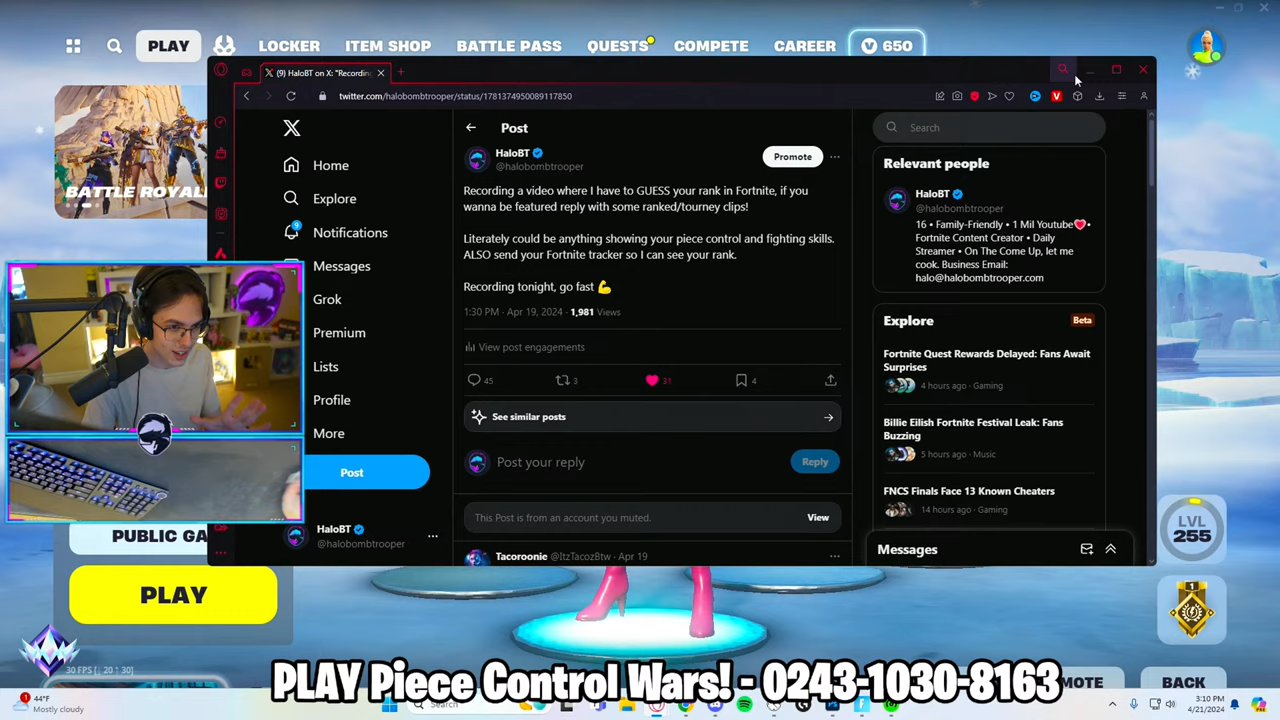 PLAY
LOCKER
ITEM SHOP
BATTLE PASS
QUESTS
COMPETE
CAREER
V 650
(9) HaloBT on X: "Recording
twitter.com/halobombtrooper/status/1781374950089117850
BATTLE ROYAL
Home
Explore
Notifications
9
Messages
Grok
Premium
Lists
Profile
More
Post
HaloBT
@halobombtrooper
Post
HaloBT
@halobombtrooper
Promote
Recording a video where I have to GUESS your rank in Fortnite, if you
wanna be featured reply with some ranked/tourney clips!
Literately could be anything showing your piece control and fighting skills.
ALSO send your Fortnite tracker so I can see your rank.
Recording tonight, go fast 💪
1:30 PM · Apr 19, 2024 · 1,981 Views
View post engagements
45
3
31
4
See similar posts
Post your reply
Reply
This Post is from an account you muted.
View
Tacoroonie @ItzTacozBtw · Apr 19
Search
Relevant people
HaloBT
@halobombtrooper
16 • Family-Friendly • 1 Mil Youtube❤️•
Fortnite Content Creator • Daily
Streamer • On The Come Up, let me
cook. Business Email:
halo@halobombtrooper.com
Explore
Beta
Fortnite Quest Rewards Delayed: Fans Await
Surprises
4 hours ago · Gaming
Billie Eilish Fortnite Festival Leak: Fans
Buzzing
5 hours ago · Music
FNCS Finals Face 13 Known Cheaters
14 hours ago · Gaming
Messages
LVL
255
1
PUBLIC GA
PLAY
30 FPS [↓ 20 ↑ 30]
PLAY Piece Control Wars! - 0243-1030-8163
MOTE
BACK
1
44°F
Mostly cloudy
Search
3:10 PM
4/21/2024